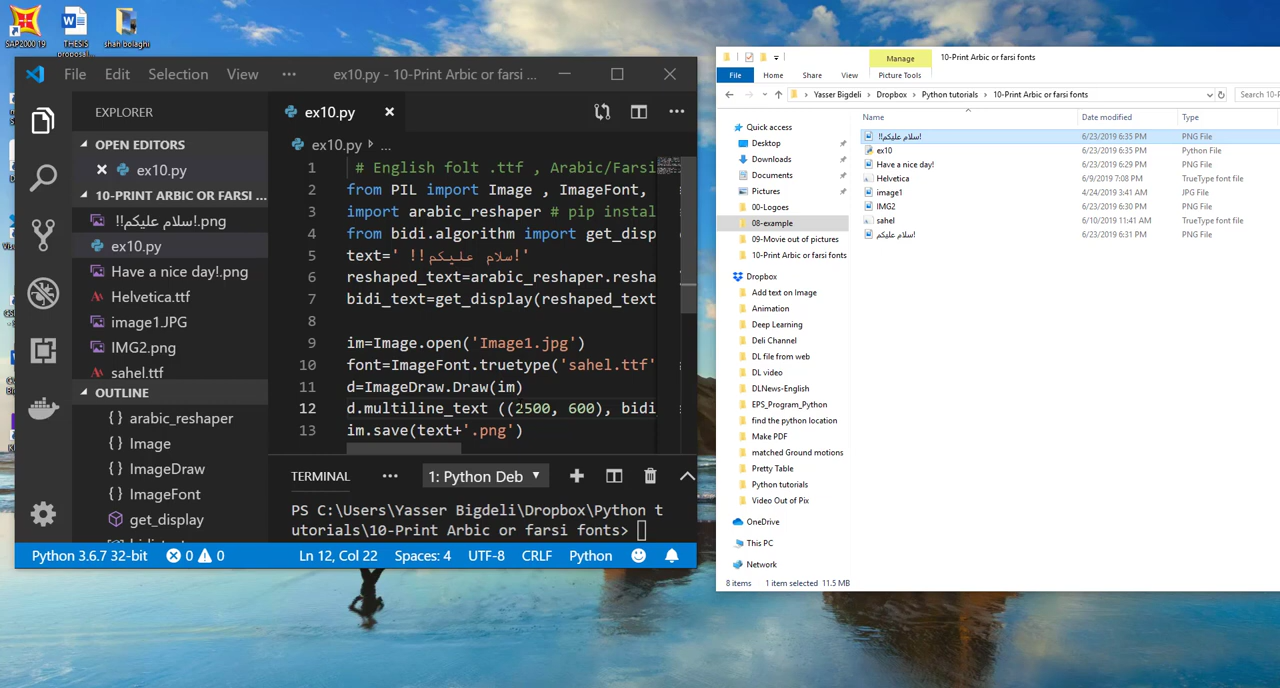 SAP2000 19
THESIS
proposal...
shah bolaghi
File Edit Selection View ··· ex10.py - 10-Print Arbic or farsi ...
EXPLORER
OPEN EDITORS
ex10.py
10-PRINT ARBIC OR FARSI ...
سلام عليكم!!.png
ex10.py
Have a nice day!.png
Helvetica.ttf
image1.JPG
IMG2.png
sahel.ttf
OUTLINE
{ } arabic_reshaper
{ } Image
{ } ImageDraw
{ } ImageFont
get_display
ex10.py
ex10.py ...
1 # English folt .ttf , Arabic/Farsi
2 from PIL import Image , ImageFont,
3 import arabic_reshaper # pip instal
4 from bidi.algorithm import get_disp
5 text=' !!سلام عليكم!'
6 reshaped_text=arabic_reshaper.resha
7 bidi_text=get_display(reshaped_text
8
9 im=Image.open('Image1.jpg')
10 font=ImageFont.truetype('sahel.ttf'
11 d=ImageDraw.Draw(im)
12 d.multiline_text ((2500, 600), bidi
13 im.save(text+'.png')
TERMINAL ··· 1: Python Deb
PS C:\Users\Yasser Bigdeli\Dropbox\Python t
utorials\10-Print Arbic or farsi fonts>
Python 3.6.7 32-bit 0 0 Ln 12, Col 22 Spaces: 4 UTF-8 CRLF Python
Manage 10-Print Arbic or farsi fonts
File Home Share View Picture Tools
Yasser Bigdeli Dropbox Python tutorials 10-Print Arbic or farsi fonts Search 10-P
Name Date modified Type
!!سلام عليكم! 6/23/2019 6:35 PM PNG File
ex10 6/23/2019 6:35 PM Python File
Have a nice day! 6/23/2019 6:29 PM PNG File
Helvetica 6/9/2019 7:08 PM TrueType font file
image1 4/24/2019 3:41 AM JPG File
IMG2 6/23/2019 6:30 PM PNG File
sahel 6/10/2019 11:41 AM TrueType font file
سلام عليكم! 6/23/2019 6:31 PM PNG File
Quick access
Desktop
Downloads
Documents
Pictures
00-Logoes
08-example
09-Movie out of pictures
10-Print Arbic or farsi fonts
Dropbox
Add text on Image
Animation
Deep Learning
Deli Channel
DL file from web
DL video
DLNews-English
EPS_Program_Python
find the python location
Make PDF
matched Ground motions
Pretty Table
Python tutorials
Video Out of Pix
OneDrive
This PC
Network
8 items 1 item selected 11.5 MB